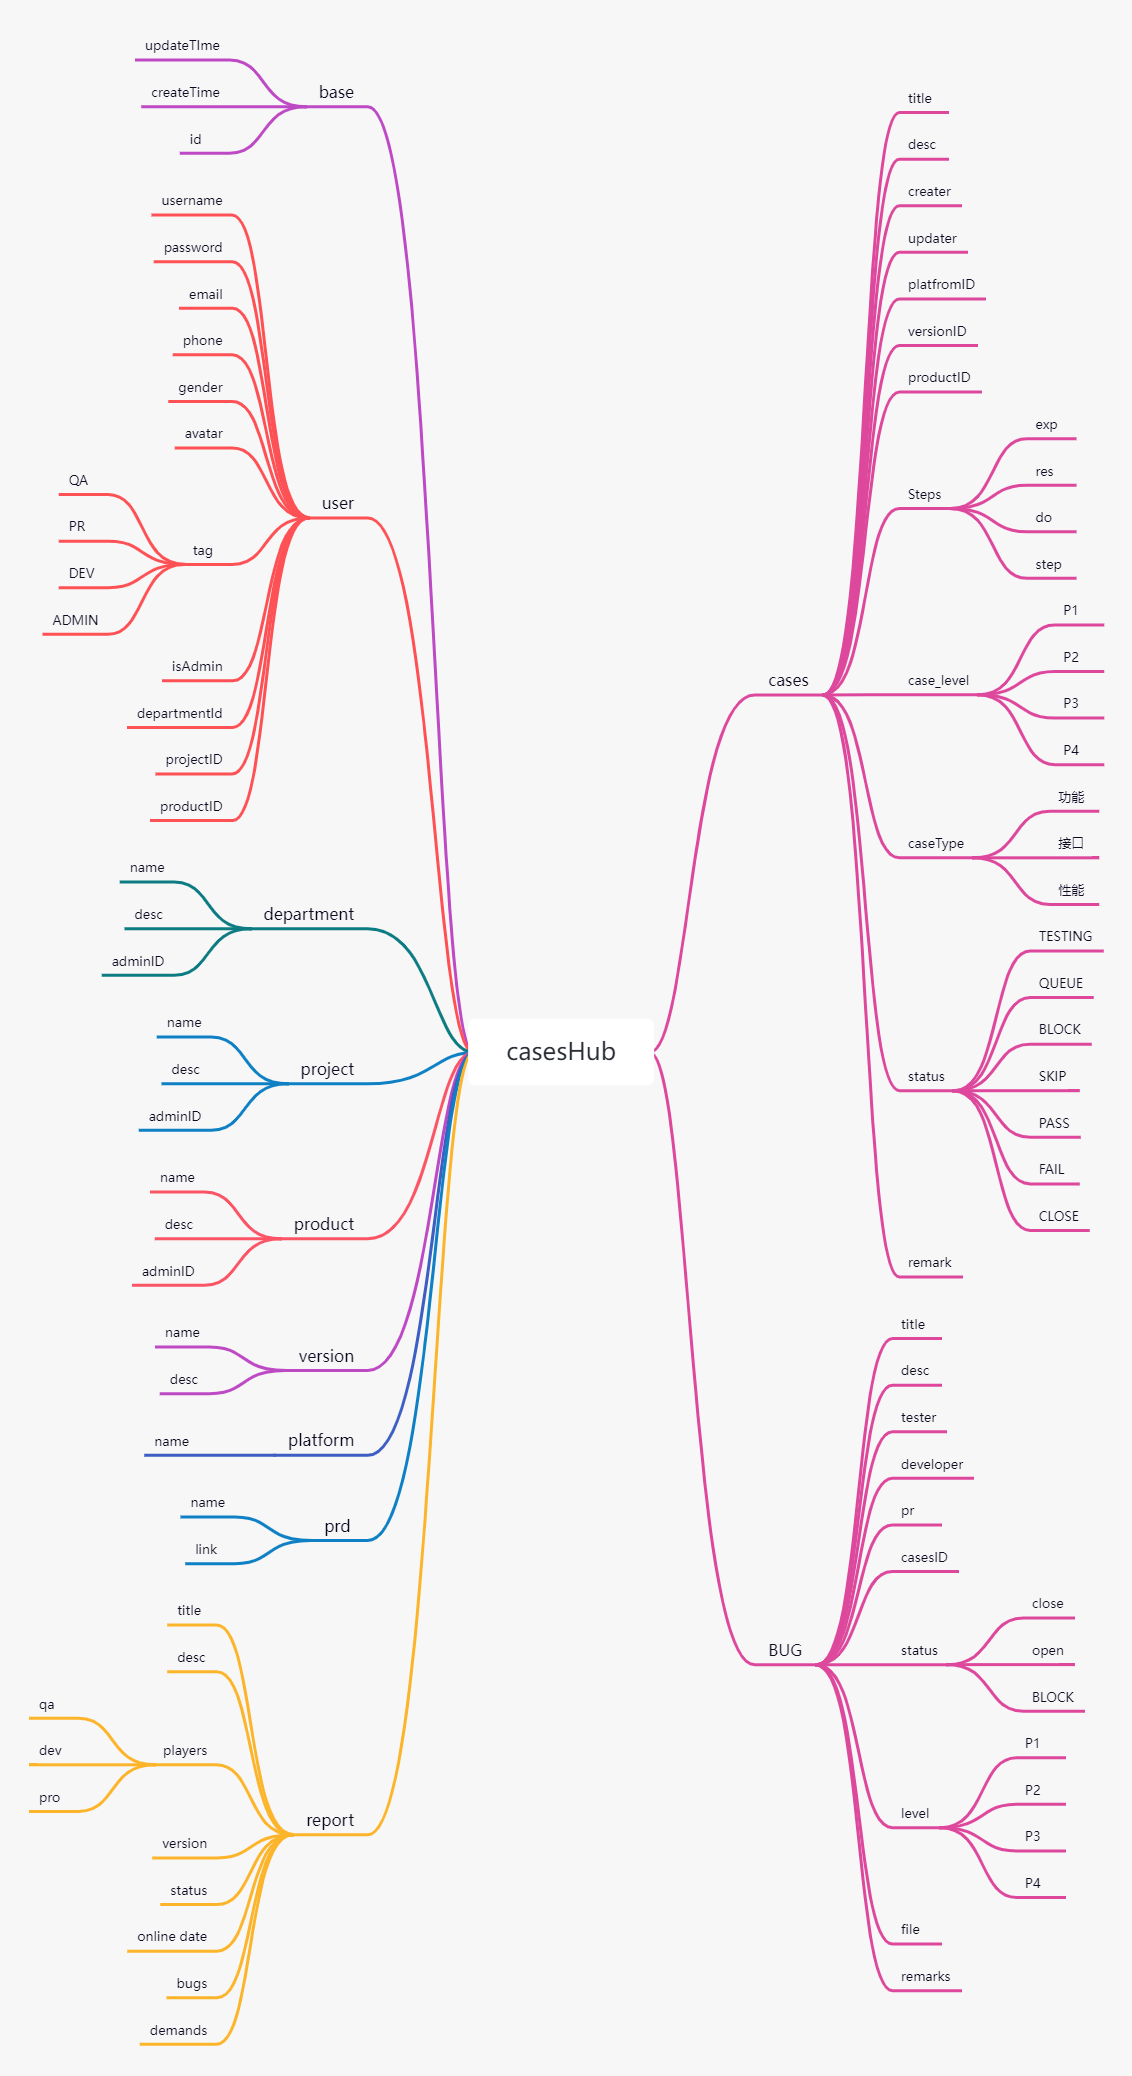 casesHub
base
updateTIme
createTime
id
user
username
password
email
phone
gender
avatar
tag
QA
PR
DEV
ADMIN
isAdmin
departmentId
projectID
productID
department
name
desc
adminID
project
name
desc
adminID
product
name
desc
adminID
version
name
desc
platform
name
prd
name
link
report
title
desc
players
qa
dev
pro
version
status
online date
bugs
demands
cases
title
desc
creater
updater
platfromID
versionID
productID
Steps
exp
res
do
step
case_level
P1
P2
P3
P4
caseType
功能
接口
性能
status
TESTING
QUEUE
BLOCK
SKIP
PASS
FAIL
CLOSE
remark
BUG
title
desc
tester
developer
pr
casesID
status
close
open
BLOCK
level
P1
P2
P3
P4
file
remarks